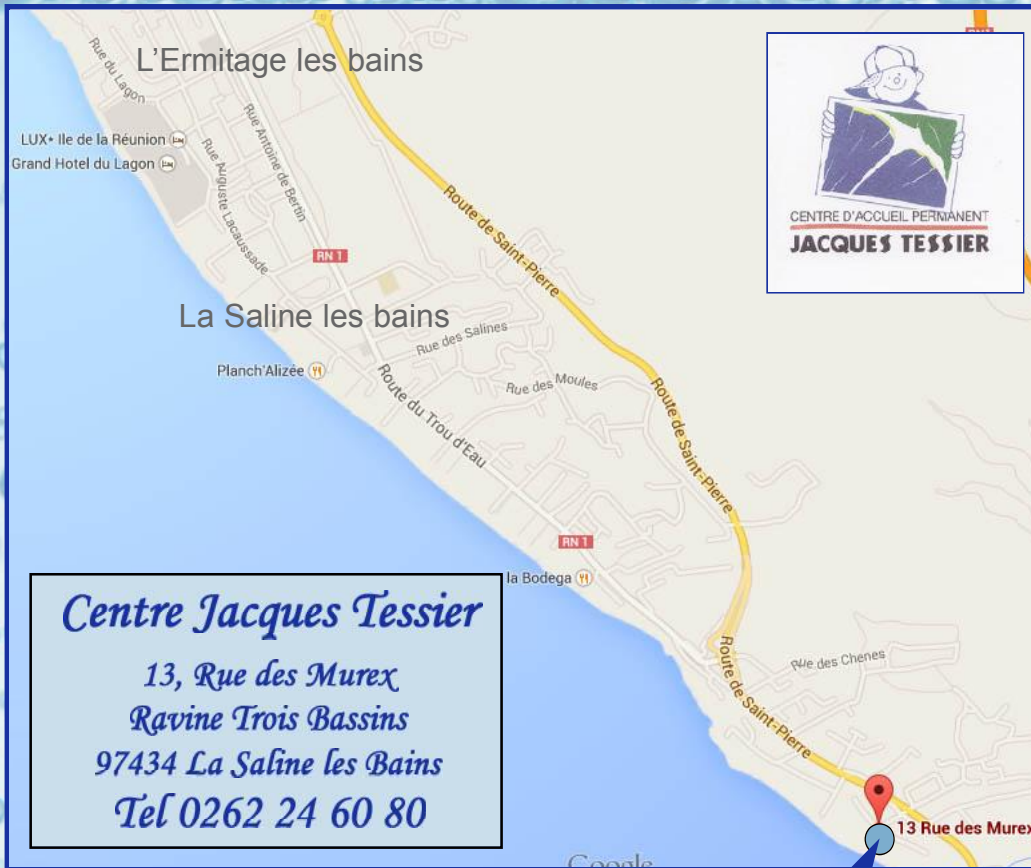 L'Ermitage les bains
Rue du Lagon
LUX* Ile de la Réunion
Grand Hotel du Lagon
Rue Antoine de Bertin
Rue Auguste Lacaussade
Route de Saint-Pierre
CENTRE D'ACCUEIL PERMANENT
JACQUES TESSIER
RN 1
La Saline les bains
Rue des Salines
Planch'Alizée
Rue des Moules
Route du Trou d'Eau
Route de Saint-Pierre
RN 1
la Bodega
Rue des Chenes
Route de Saint-Pierre
13 Rue des Murex
Centre Jacques Tessier
13, Rue des Murex
Ravine Trois Bassins
97434 La Saline les Bains
Tel 0262 24 60 80
Google